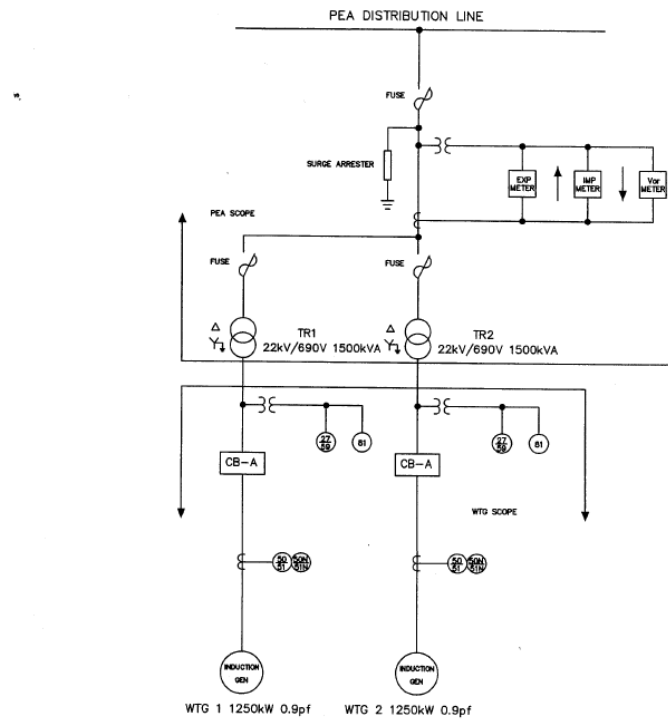 PEA DISTRIBUTION LINE
FUSE
SURGE ARRESTER
EXP METER
IMP METER
Var METER
PEA SCOPE
FUSE
FUSE
TR1
22kV/690V 1500kVA
TR2
22kV/690V 1500kVA
27
59
81
27
59
81
CB-A
CB-A
WTG SCOPE
50
51
50N
51N
50
51
50N
51N
INDUCTION
GEN
INDUCTION
GEN
WTG 1 1250kW 0.9pf
WTG 2 1250kW 0.9pf